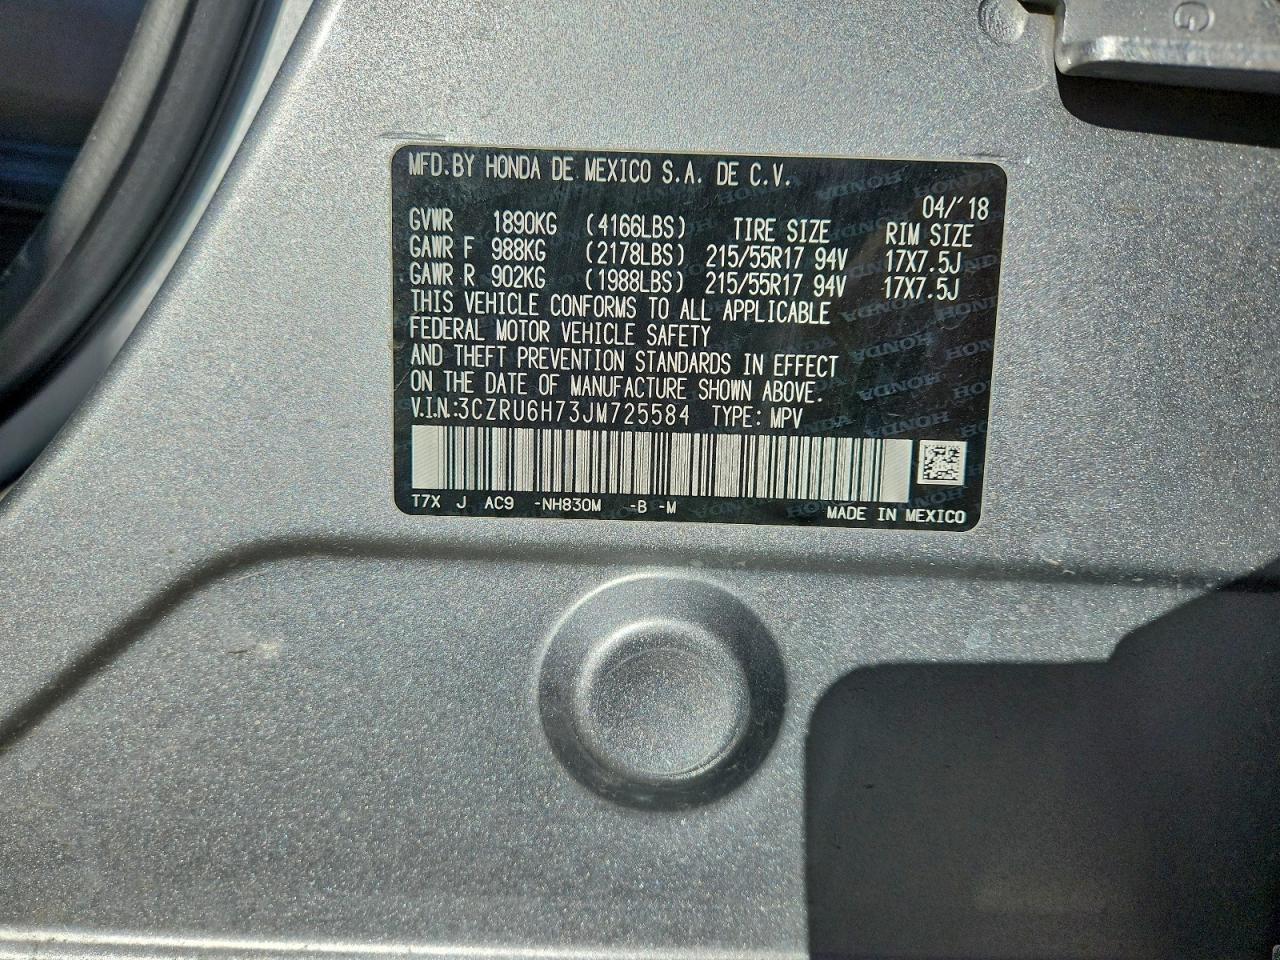 G
MFD.BY HONDA DE MEXICO S.A. DE C.V.
04/'18
GVWR 1890KG (4166LBS) TIRE SIZE RIM SIZE
GAWR F 988KG (2178LBS) 215/55R17 94V 17X7.5J
GAWR R 902KG (1988LBS) 215/55R17 94V 17X7.5J
THIS VEHICLE CONFORMS TO ALL APPLICABLE
FEDERAL MOTOR VEHICLE SAFETY
AND THEFT PREVENTION STANDARDS IN EFFECT
ON THE DATE OF MANUFACTURE SHOWN ABOVE.
V.I.N.:3CZRU6H73JM725584 TYPE: MPV
T7X J AC9 -NH830M -B -M
MADE IN MEXICO